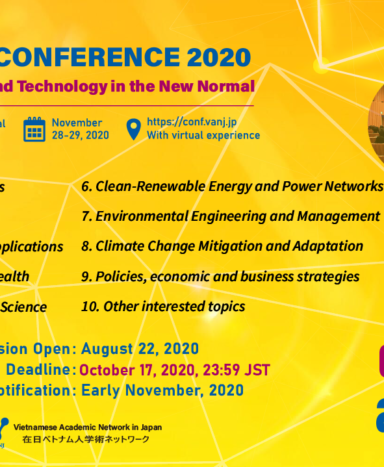 CONFERENCE 2020
nd Technology in the New Normal
November
28-29, 2020
https://conf.vanj.jp
With virtual experience
6. Clean-Renewable Energy and Power Networks
7. Environmental Engineering and Management
pplications
8. Climate Change Mitigation and Adaptation
ealth
9. Policies, economic and business strategies
Science
10. Other interested topics
sion Open: August 22, 2020
Deadline: October 17, 2020, 23:59 JST
otification: Early November, 2020
Vietnamese Academic Network in Japan
在日ベトナム人学術ネットワーク